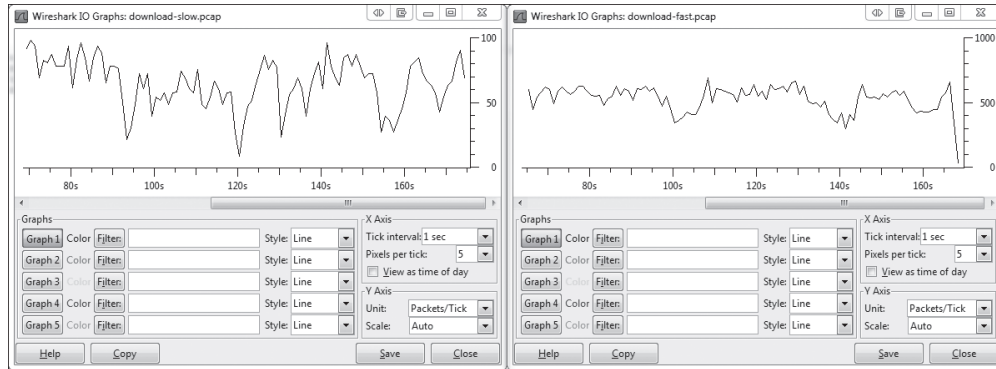 Wireshark IO Graphs: download-slow.pcap
100
50
0
80s 100s 120s 140s 160s
Graphs
Graph 1 Color Filter: Style: Line
Graph 2 Color Filter: Style: Line
Graph 3 Color Filter: Style: Line
Graph 4 Color Filter: Style: Line
Graph 5 Color Filter: Style: Line
X Axis
Tick interval: 1 sec
Pixels per tick: 5
View as time of day
Y Axis
Unit: Packets/Tick
Scale: Auto
Help Copy Save Close
Wireshark IO Graphs: download-fast.pcap
1000
500
0
80s 100s 120s 140s 160s
Graphs
Graph 1 Color Filter: Style: Line
Graph 2 Color Filter: Style: Line
Graph 3 Color Filter: Style: Line
Graph 4 Color Filter: Style: Line
Graph 5 Color Filter: Style: Line
X Axis
Tick interval: 1 sec
Pixels per tick: 5
View as time of day
Y Axis
Unit: Packets/Tick
Scale: Auto
Help Copy Save Close